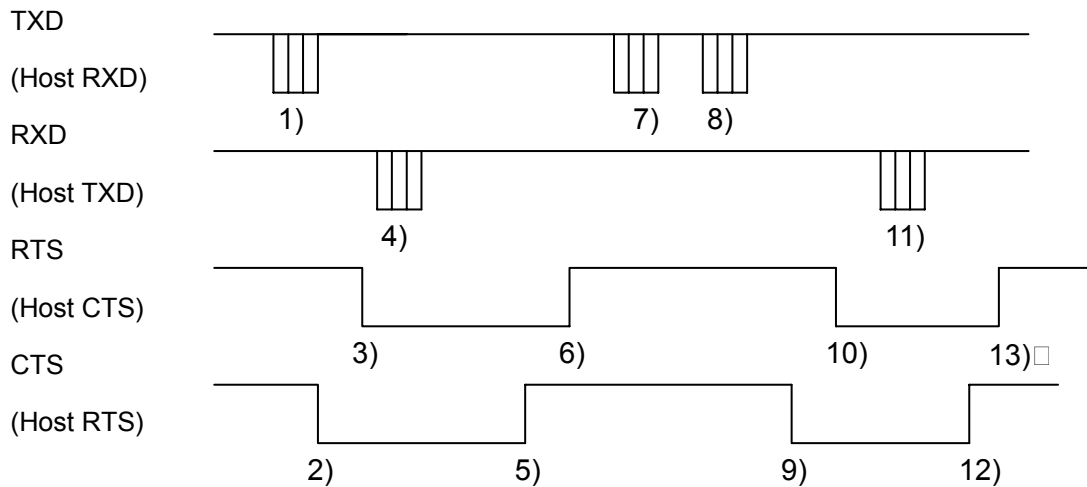 TXD
(Host RXD)
1) 7) 8)
RXD
(Host TXD)
4) 11)
RTS
(Host CTS)
3) 6) 10) 13)□
CTS
(Host RTS)
2) 5) 9) 12)